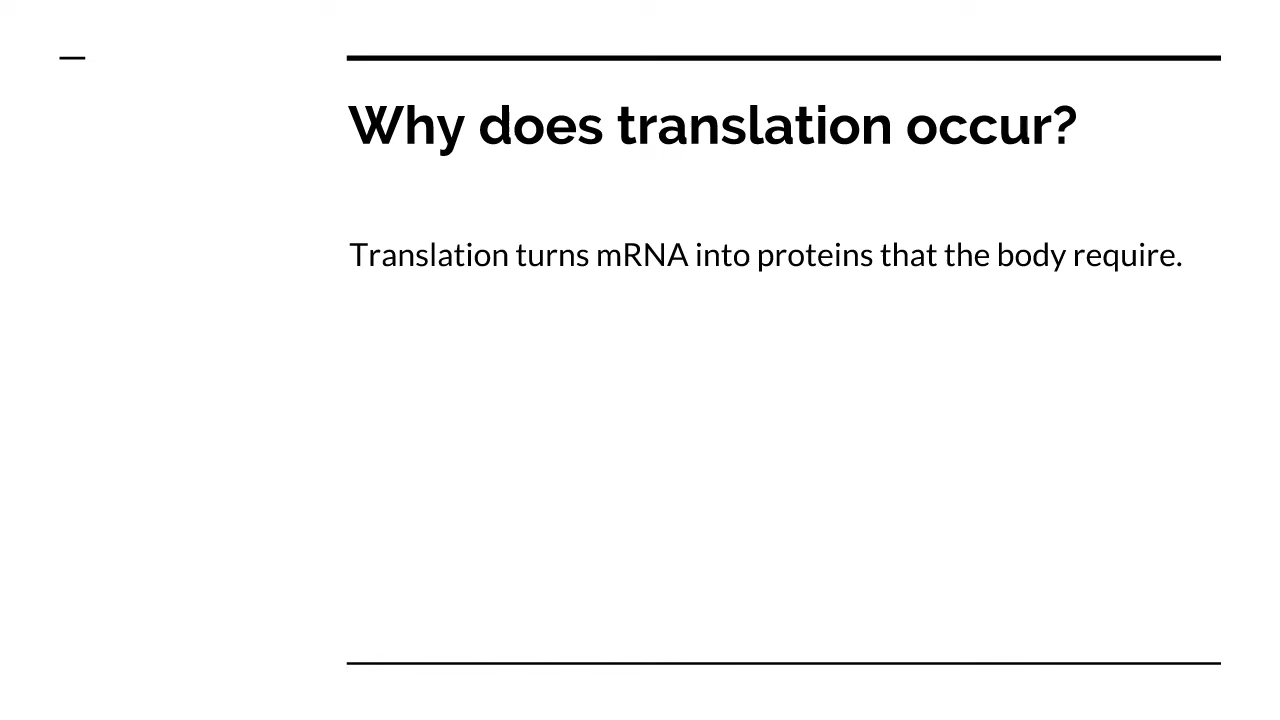 Why does translation occur?
Translation turns mRNA into proteins that the body require.